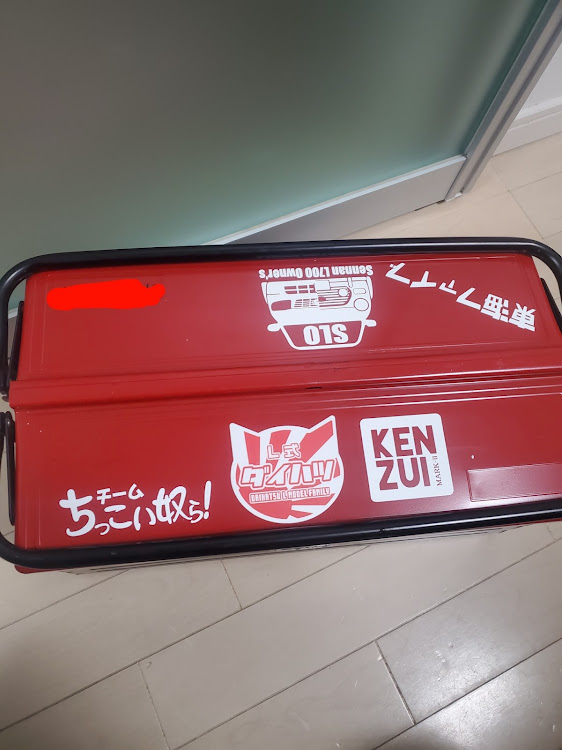 Sennan L700 Owner's
SLO
東海ファイブ
L式
ダイハツ
DAIHATSU L MODEL FAMILY
KEN
ZUI
MARK-II
チーム
ちっこい奴ら!